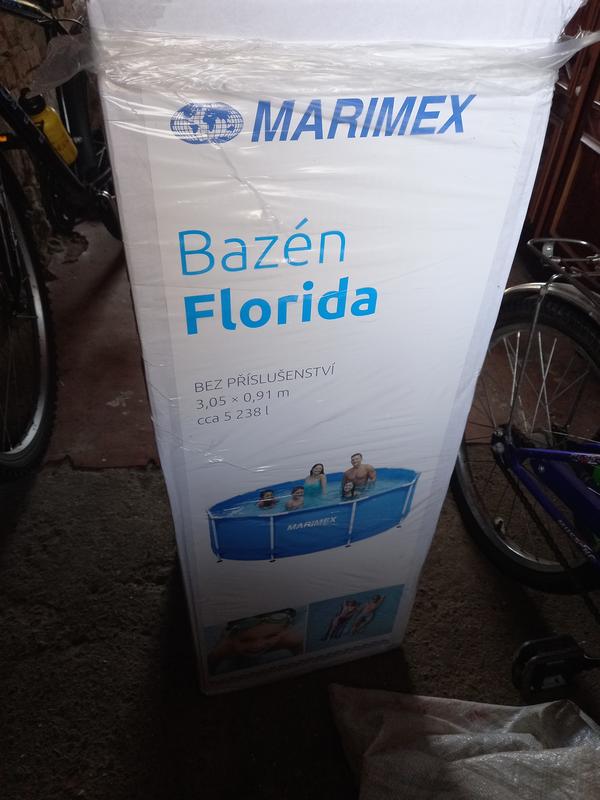 MARIMEX
Bazén
Florida
BEZ PŘÍSLUŠENSTVÍ
3,05 × 0,91 m
cca 5 238 l
MARIMEX